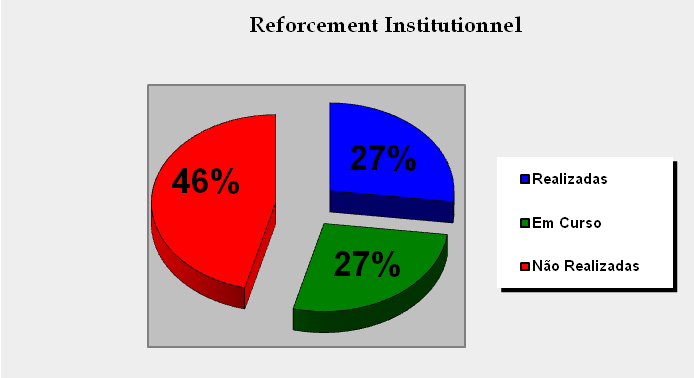 Reforcement Institutionnel
46%
27%
27%
Realizadas
Em Curso
Não Realizadas